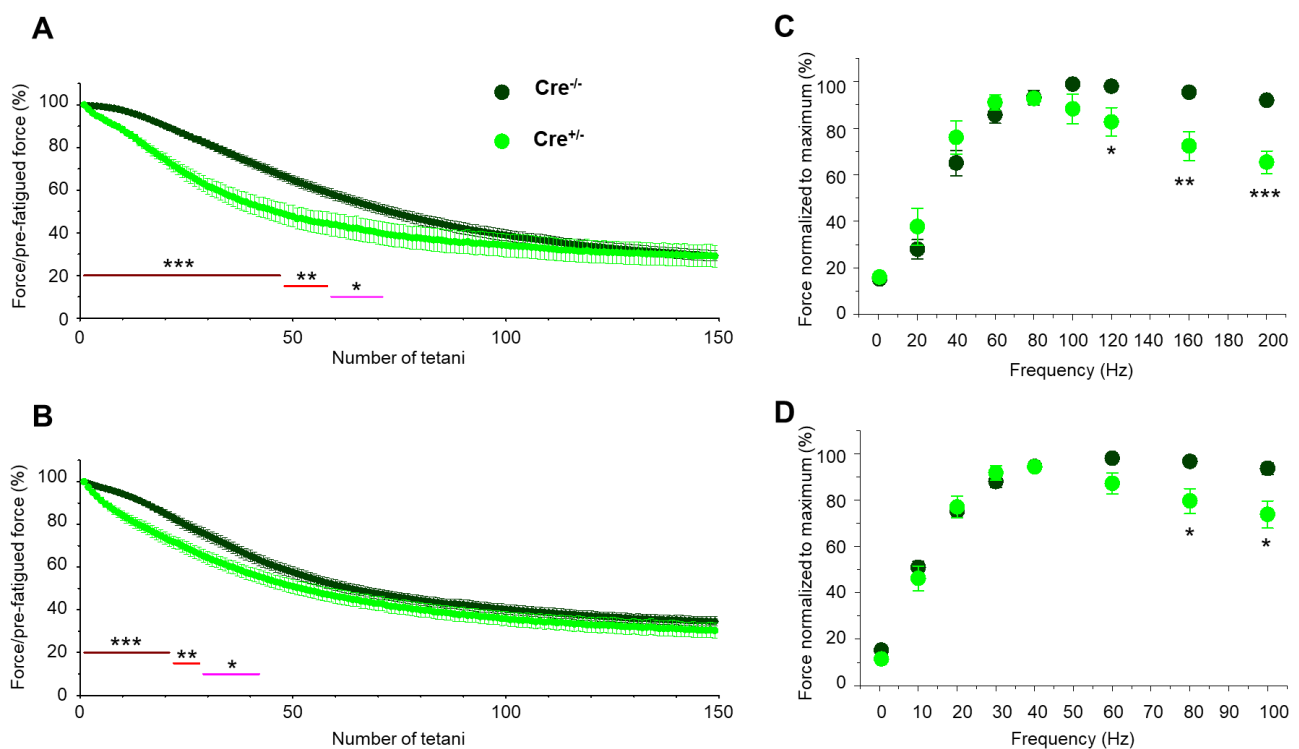 A
Force/pre-fatigued force (%)
100
80
60
40
20
0
Cre-/-
Cre+/-
***
**
*
0 50 100 150
Number of tetani
C
Force normalized to maximum (%)
100
80
60
40
20
0
*
**
***
0 20 40 60 80 100 120 140 160 180 200
Frequency (Hz)
B
Force/pre-fatigued force (%)
100
80
60
40
20
0
***
**
*
0 50 100 150
Number of tetani
D
Force normalized to maximum (%)
100
80
60
40
20
0
*
*
0 10 20 30 40 50 60 70 80 90 100
Frequency (Hz)